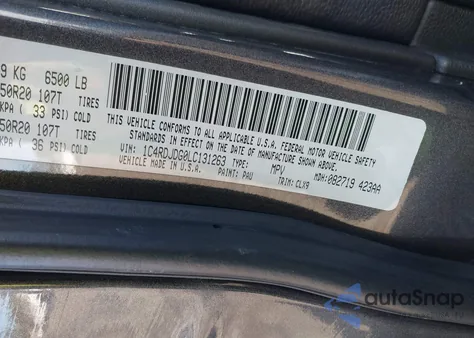 9 KG 6500 LB
50R20 107T TIRES
KPA ( 33 PSI) COLD
50R20 107T TIRES
KPA ( 36 PSI) COLD
THIS VEHICLE CONFORMS TO ALL APPLICABLE U.S.A. FEDERAL MOTOR VEHICLE SAFETY
STANDARDS IN EFFECT ON THE DATE OF MANUFACTURE SHOWN ABOVE.
VIN: 1C4RDJDG0LC131263 TYPE: MPV
VEHICLE MADE IN U.S.A. PAINT: PAU TRIM: CLX9 MDH:082719 423AA
autoSnap